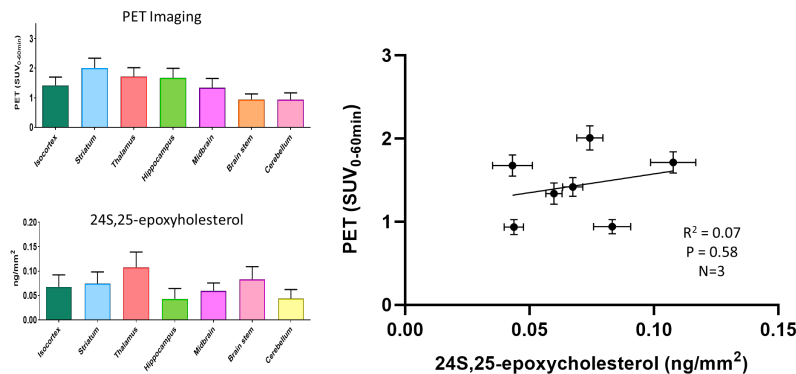 PET Imaging
PET (SUV0-60min)
3
2
1
0
Isocortex
Striatum
Thalamus
Hippocampus
Midbrain
Brain stem
Cerebellum
24S,25-epoxyholesterol
ng/mm2
0.20
0.15
0.10
0.05
0.00
Isocortex
Striatum
Thalamus
Hippocampus
Midbrain
Brain stem
Cerebellum
PET (SUV0-60min)
3
2
1
0
R2 = 0.07
P = 0.58
N=3
0.00
0.05
0.10
0.15
24S,25-epoxycholesterol (ng/mm2)